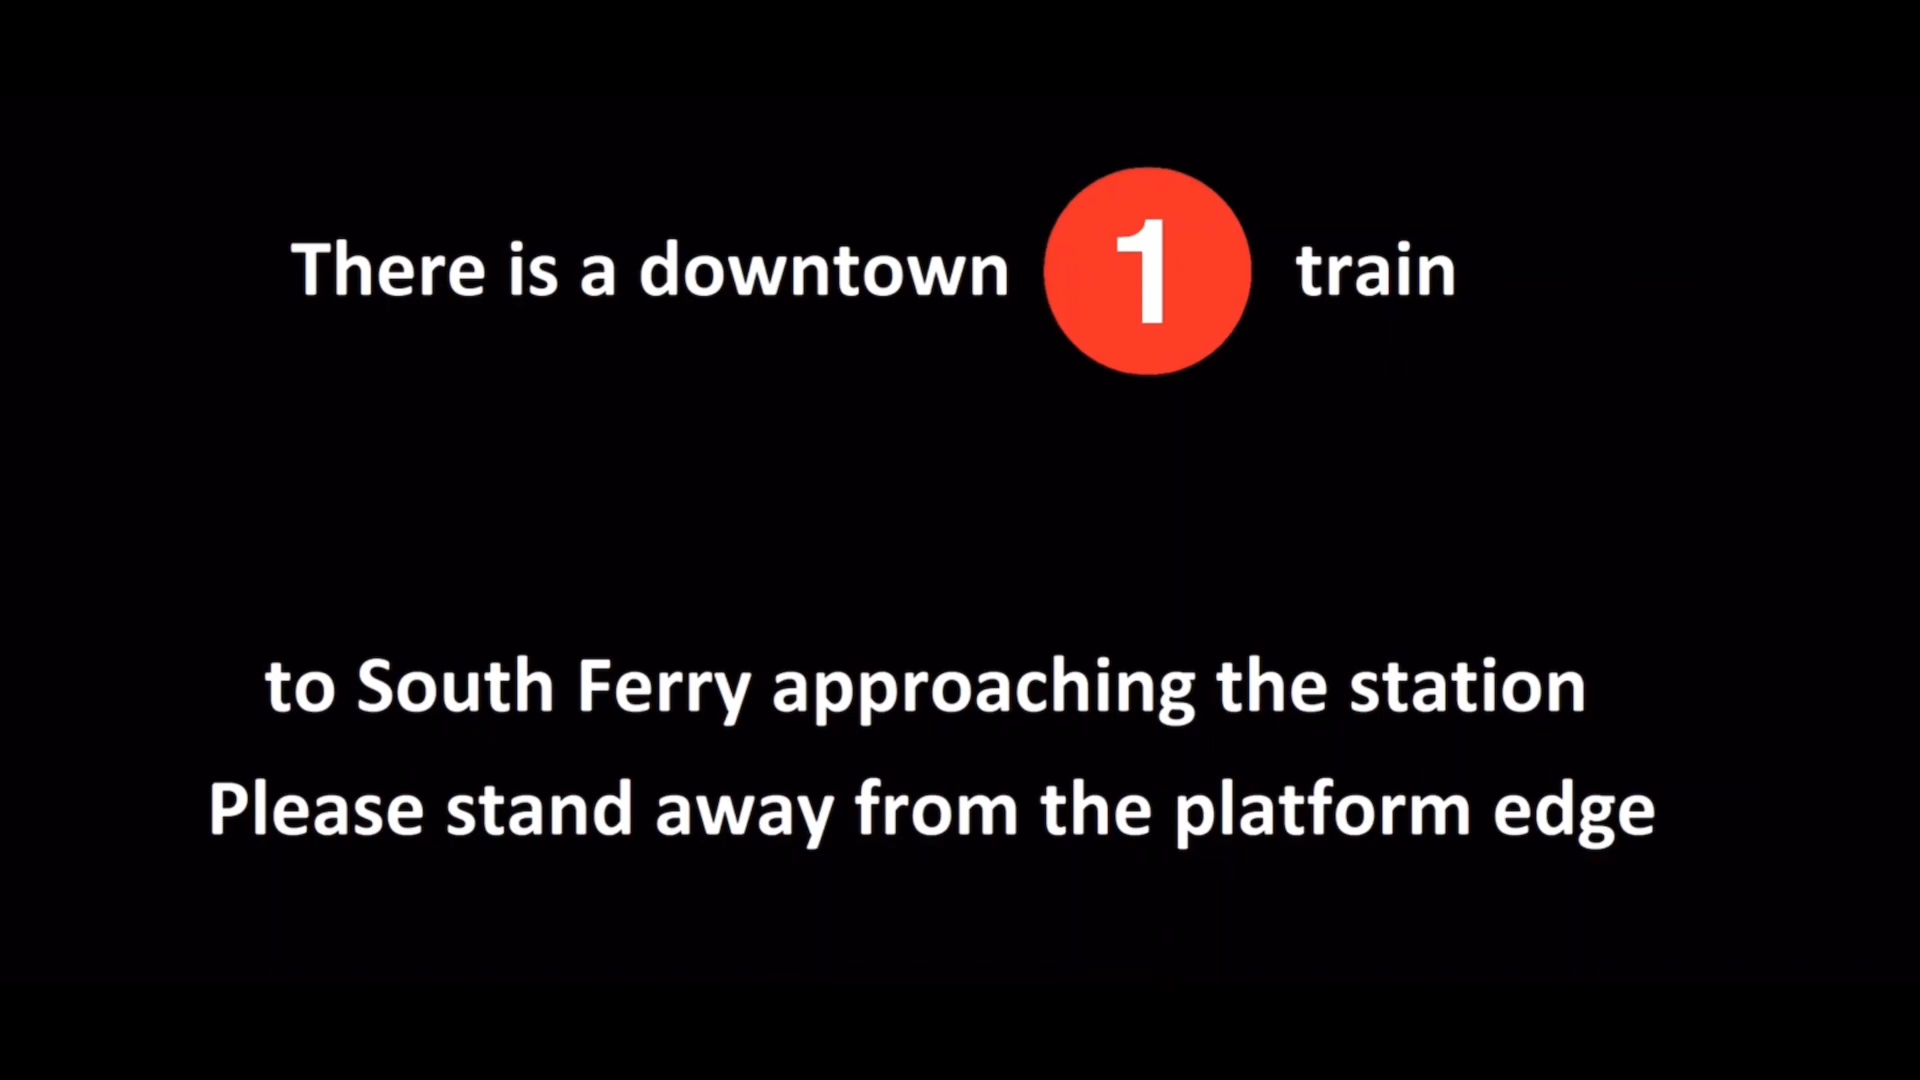 There is a downtown 1 train
to South Ferry approaching the station
Please stand away from the platform edge